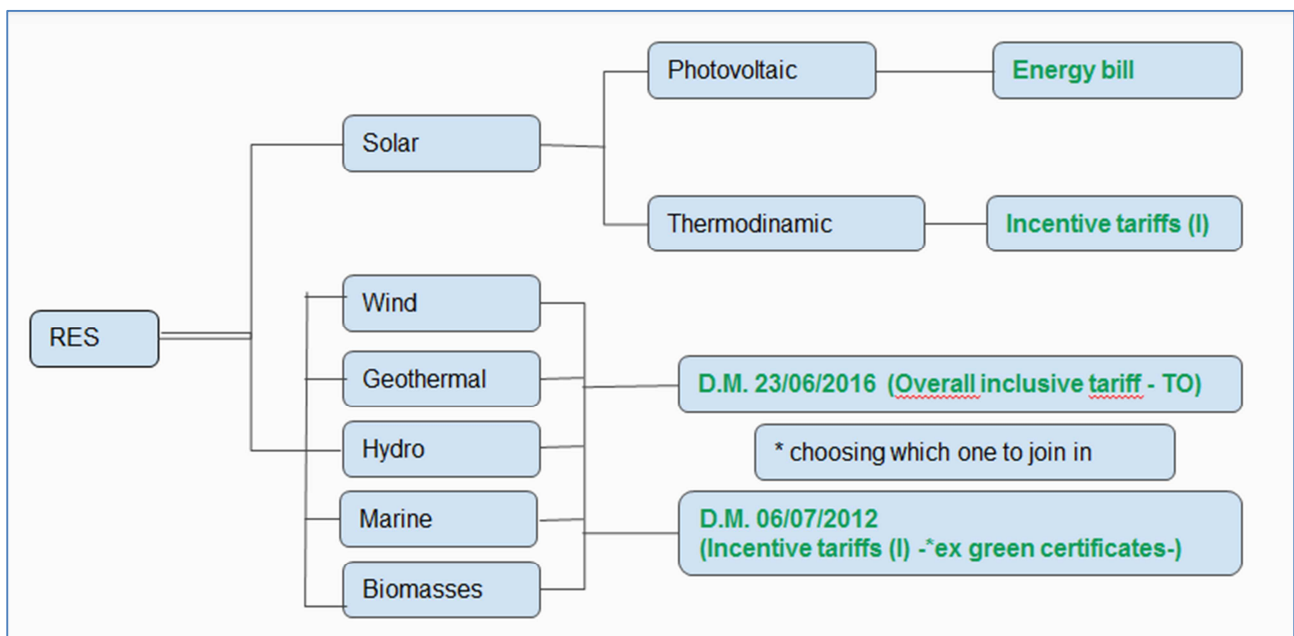 Photovoltaic
Energy bill
Solar
Thermodinamic
Incentive tariffs (I)
Wind
RES
Geothermal
D.M. 23/06/2016 (Overall inclusive tariff - TO)
Hydro
* choosing which one to join in
Marine
D.M. 06/07/2012
(Incentive tariffs (I) -*ex green certificates-)
Biomasses